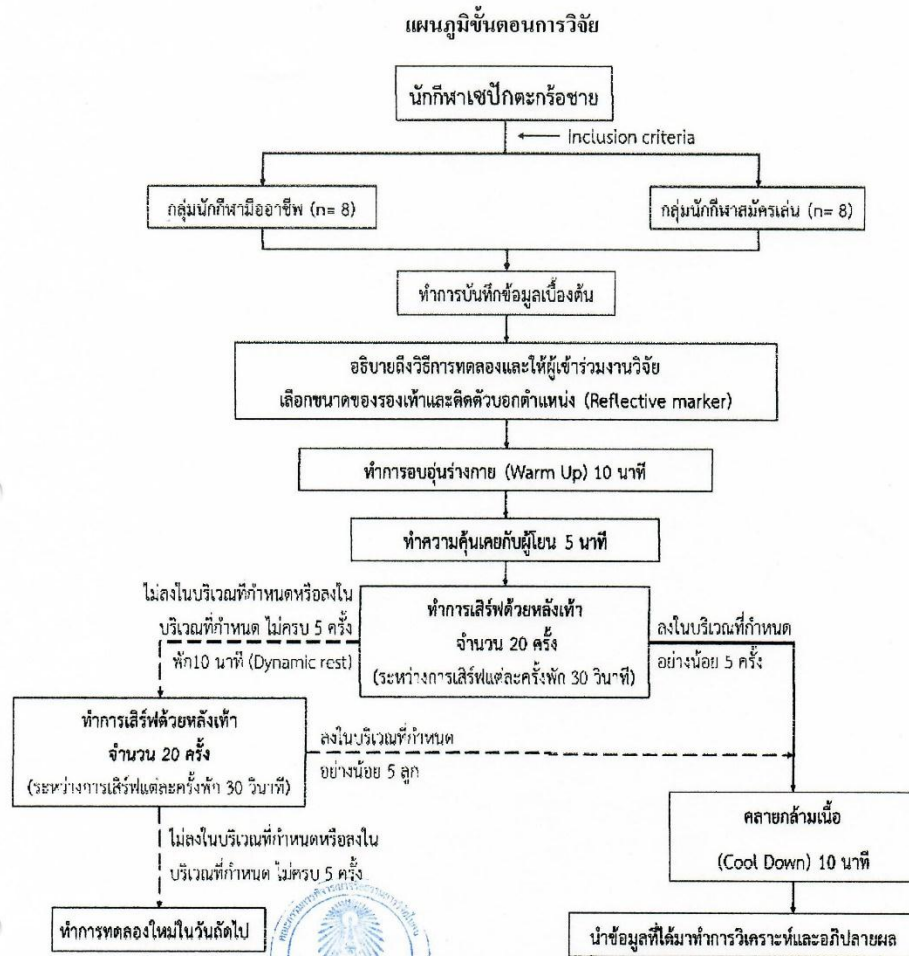 แผนภูมิขั้นตอนการวิจัย
นักกีฬาเซปักตะกร้อชาย
inclusion criteria
กลุ่มนักกีฬามืออาชีพ (n= 8)
กลุ่มนักกีฬาสมัครเล่น (n= 8)
ทำการบันทึกข้อมูลเบื้องต้น
อธิบายถึงวิธีการทดลองและให้ผู้เข้าร่วมงานวิจัย
เลือกขนาดของรองเท้าและติดตัวบอกตำแหน่ง (Reflective marker)
ทำการอบอุ่นร่างกาย (Warm Up) 10 นาที
ทำความคุ้นเคยกับผู้โยน 5 นาที
ไม่ลงในบริเวณที่กำหนดหรือลงใน
บริเวณที่กำหนด ไม่ครบ 5 ครั้ง
พัก10 นาที (Dynamic rest)
ทำการเสิร์ฟด้วยหลังเท้า
จำนวน 20 ครั้ง
(ระหว่างการเสิร์ฟแต่ละครั้งพัก 30 วินาที)
ลงในบริเวณที่กำหนด
อย่างน้อย 5 ครั้ง
ทำการเสิร์ฟด้วยหลังเท้า
จำนวน 20 ครั้ง
(ระหว่างการเสิร์ฟแต่ละครั้งพัก 30 วินาที)
ลงในบริเวณที่กำหนด
อย่างน้อย 5 ลูก
ไม่ลงในบริเวณที่กำหนดหรือลงใน
บริเวณที่กำหนด ไม่ครบ 5 ครั้ง
คลายกล้ามเนื้อ
(Cool Down) 10 นาที
ทำการทดลองใหม่ในวันถัดไป
นำข้อมูลที่ได้มาทำการวิเคราะห์และอภิปลายผล